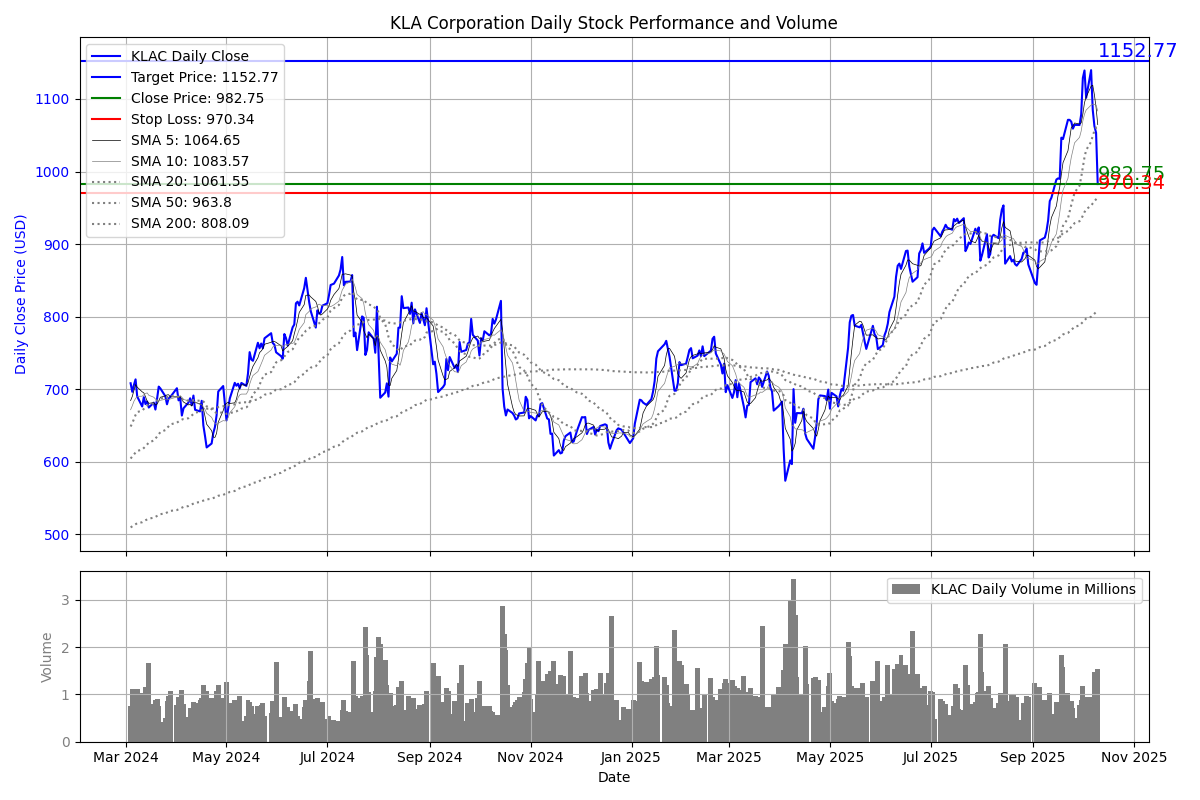 KLA Corporation Daily Stock Performance and Volume
1152.77
982.75
970.34
KLAC Daily Close
Target Price: 1152.77
Close Price: 982.75
Stop Loss: 970.34
SMA 5: 1064.65
SMA 10: 1083.57
SMA 20: 1061.55
SMA 50: 963.8
SMA 200: 808.09
Daily Close Price (USD)
1100
1000
900
800
700
600
500
KLAC Daily Volume in Millions
Volume
3
2
1
0
Mar 2024 May 2024 Jul 2024 Sep 2024 Nov 2024 Jan 2025 Mar 2025 May 2025 Jul 2025 Sep 2025 Nov 2025
Date